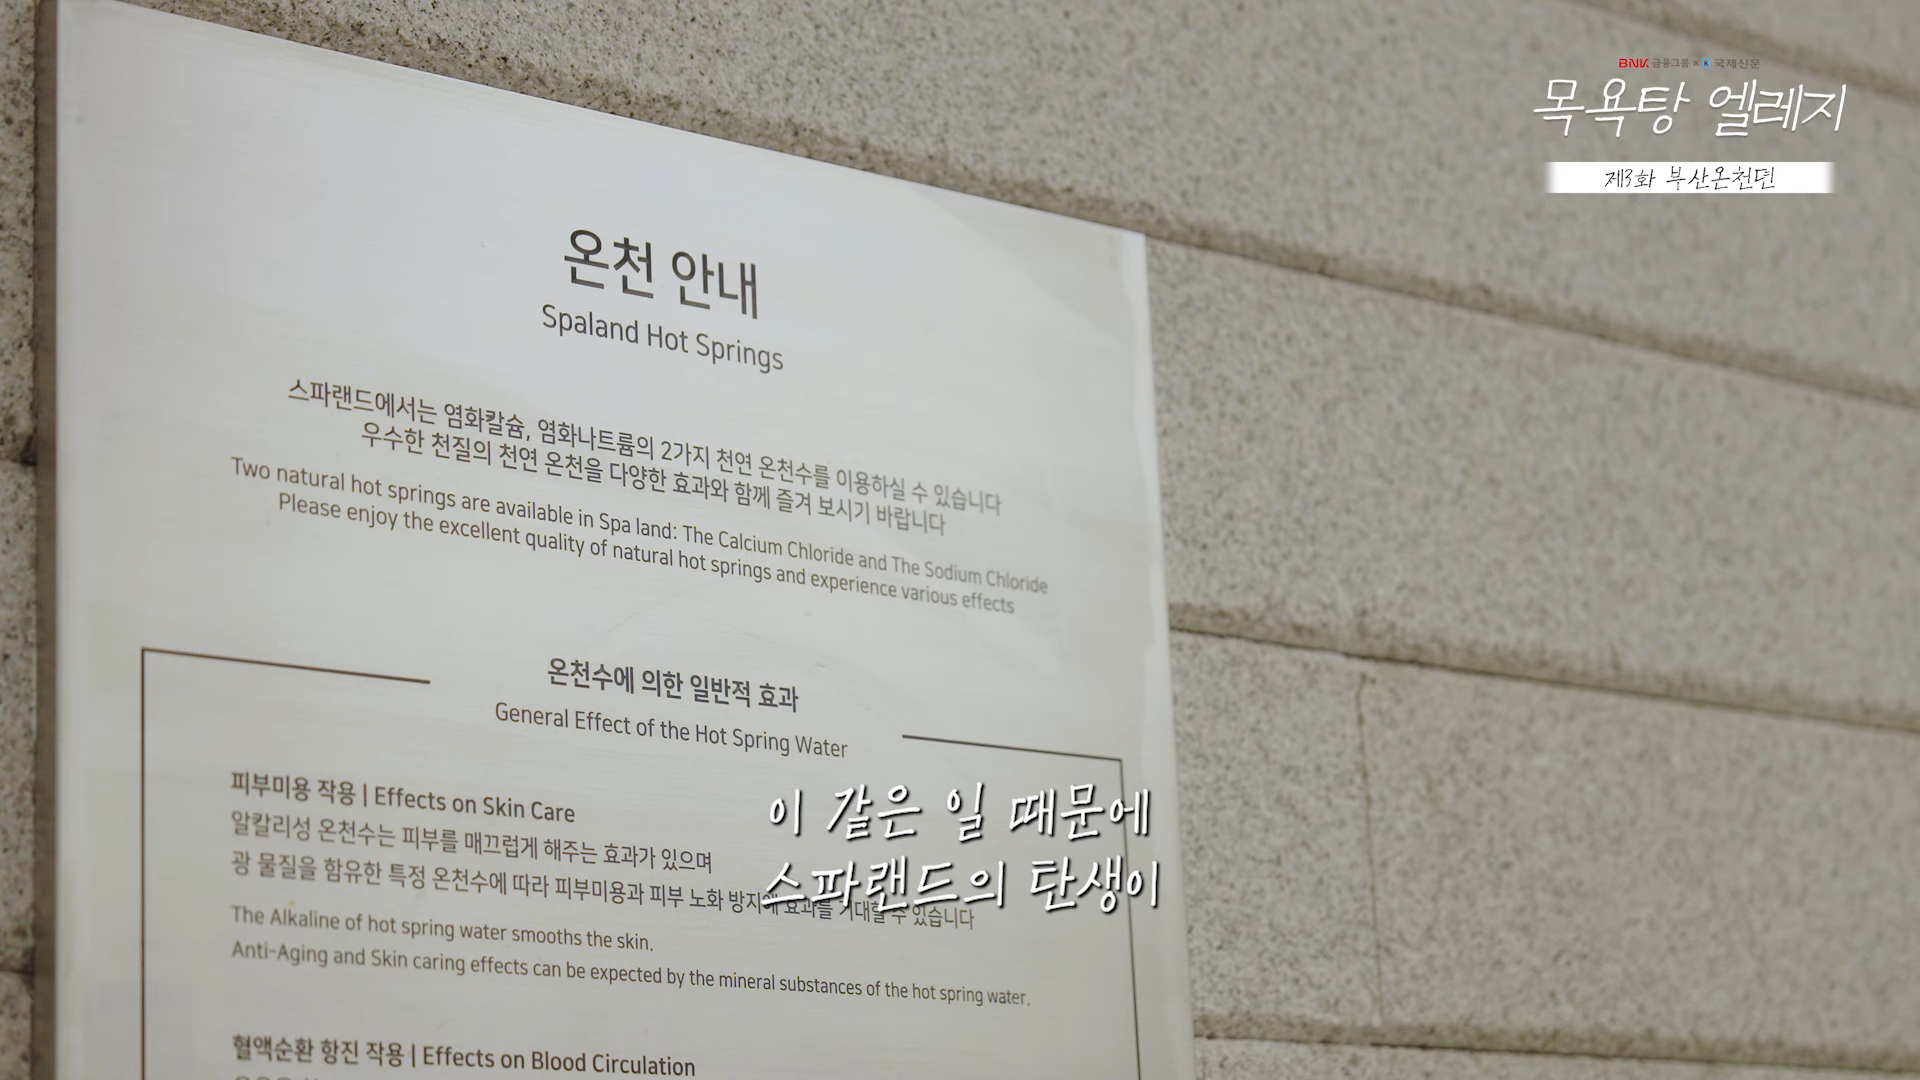 BNK 금융그룹 × 국제신문
목욕탕 엘레지
제3화 부산온천뎐
온천 안내
Spaland Hot Springs
스파랜드에서는 염화칼슘, 염화나트륨의 2가지 천연 온천수를 이용하실 수 있습니다
우수한 천질의 천연 온천을 다양한 효과와 함께 즐겨 보시기 바랍니다
Two natural hot springs are available in Spa land: The Calcium Chloride and The Sodium Chloride
Please enjoy the excellent quality of natural hot springs and experience various effects
온천수에 의한 일반적 효과
General Effect of the Hot Spring Water
피부미용 작용 | Effects on Skin Care
알칼리성 온천수는 피부를 매끄럽게 해주는 효과가 있으며
광 물질을 함유한 특정 온천수에 따라 피부미용과 피부 노화 방지에 효과를 기대할 수 있습니다
The Alkaline of hot spring water smooths the skin.
Anti-Aging and Skin caring effects can be expected by the mineral substances of the hot spring water.
혈액순환 항진 작용 | Effects on Blood Circulation
이 같은 일 때문에
스파랜드의 탄생이